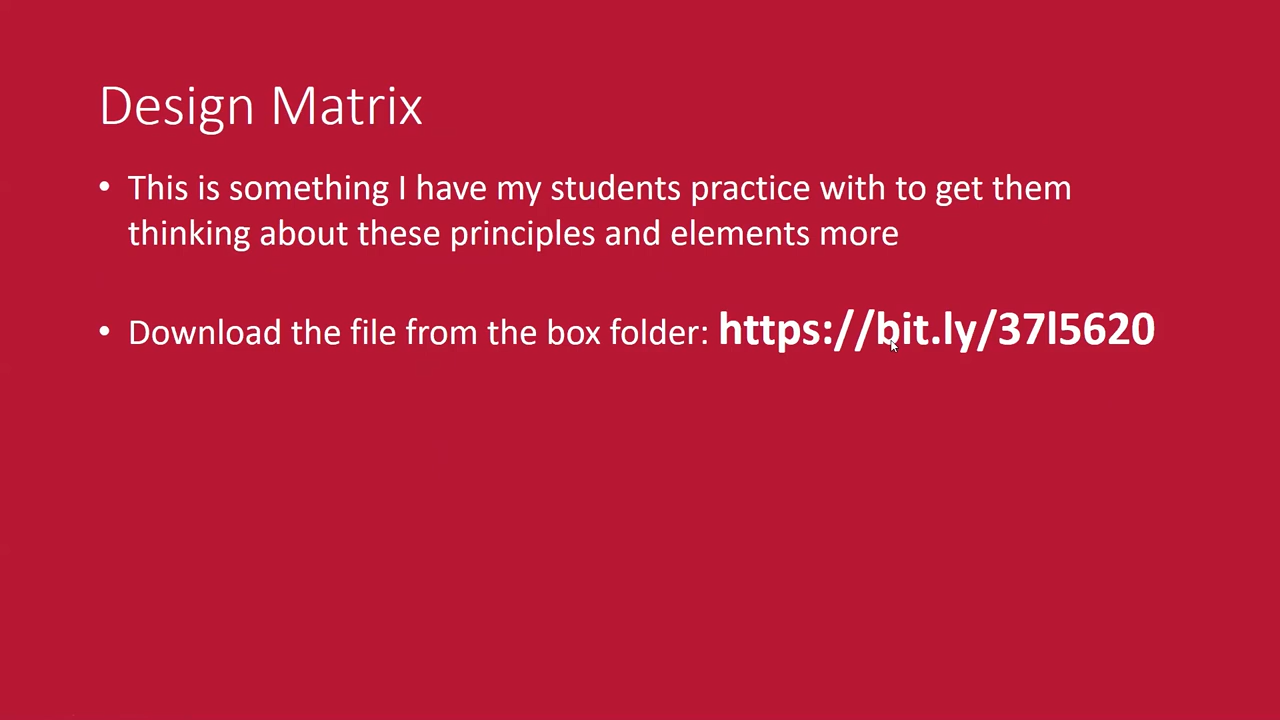 Design Matrix
• This is something I have my students practice with to get them
thinking about these principles and elements more
• Download the file from the box folder: https://bit.ly/37l5620